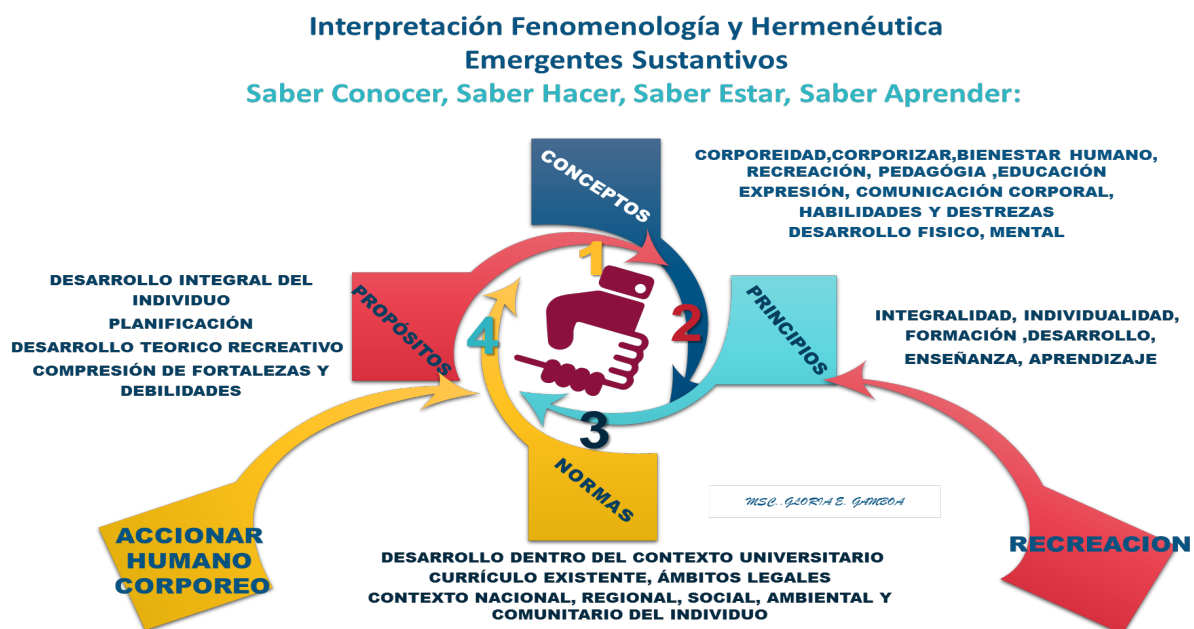 Interpretación Fenomenología y Hermenéutica
Emergentes Sustantivos
Saber Conocer, Saber Hacer, Saber Estar, Saber Aprender:
CONCEPTOS
CORPOREIDAD,CORPORIZAR,BIENESTAR HUMANO,
RECREACIÓN, PEDAGÓGIA ,EDUCACIÓN
EXPRESIÓN, COMUNICACIÓN CORPORAL,
HABILIDADES Y DESTREZAS
DESARROLLO FISICO, MENTAL
1
DESARROLLO INTEGRAL DEL
INDIVIDUO
PLANIFICACIÓN
DESARROLLO TEORICO RECREATIVO
COMPRESIÓN DE FORTALEZAS Y
DEBILIDADES
PROPÓSITOS
4
2
PRINCIPIOS
INTEGRALIDAD, INDIVIDUALIDAD,
FORMACIÓN ,DESARROLLO,
ENSEÑANZA, APRENDIZAJE
3
NORMAS
MSC..GLORIA E. GAMBOA
ACCIONAR
HUMANO
CORPOREO
RECREACION
DESARROLLO DENTRO DEL CONTEXTO UNIVERSITARIO
CURRÍCULO EXISTENTE, ÁMBITOS LEGALES
CONTEXTO NACIONAL, REGIONAL, SOCIAL, AMBIENTAL Y
COMUNITARIO DEL INDIVIDUO